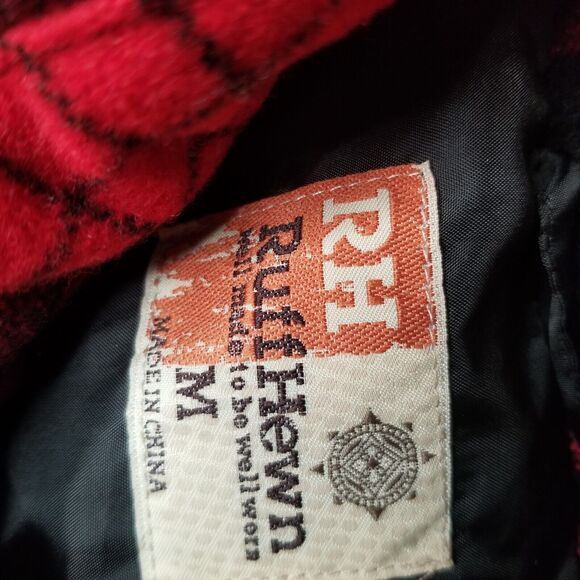 RH
Ruff Hewn
Well made to be well worn
M
MADE IN CHINA